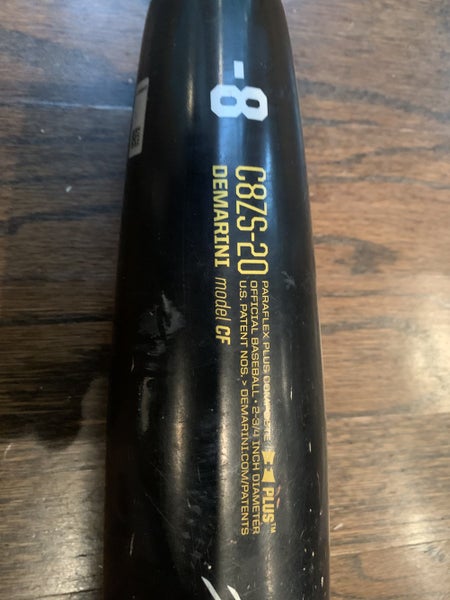 -8
C8ZS-20
DEMARINI model CF
PARAFLEX PLUS COMPOSITE PLUS™
OFFICIAL BASEBALL • 2-3/4 INCH DIAMETER
U.S. PATENT NOS. > DEMARINI.COM/PATENTS